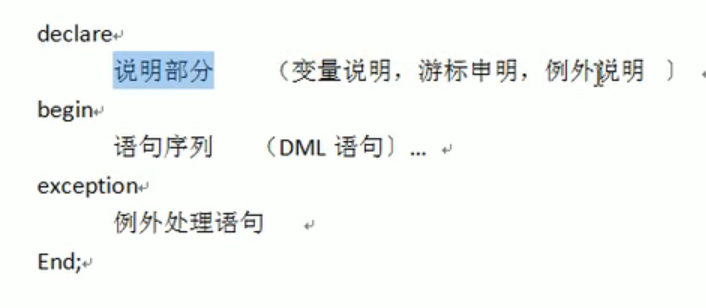 declare
说明部分 （变量说明，游标申明，例外说明 ）
begin
语句序列 （DML 语句）…
exception
例外处理语句
End;